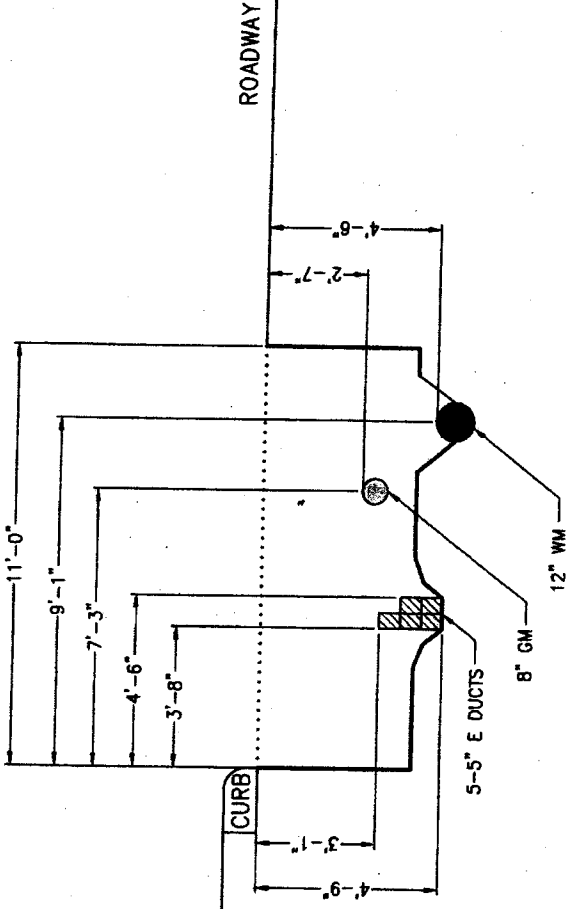 ROADWAY
11'-0"
9'-1"
7'-3"
4'-6"
3'-8"
CURB
4'-6"
2'-7"
3'-1"
4'-9"
5-5" E DUCTS
8" GM
12" WM